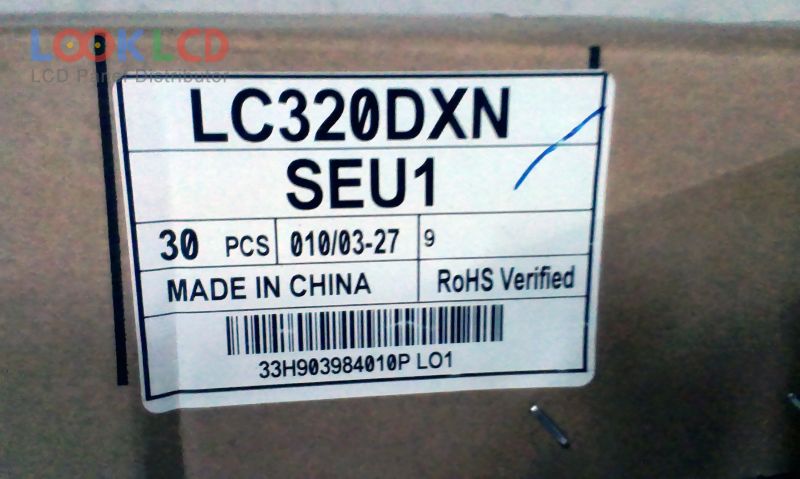 LOOKLCD
LCD Panel Distributor
LC320DXN
SEU1
30 PCS 010/03-27 9
MADE IN CHINA RoHS Verified
33H903984010P LO1